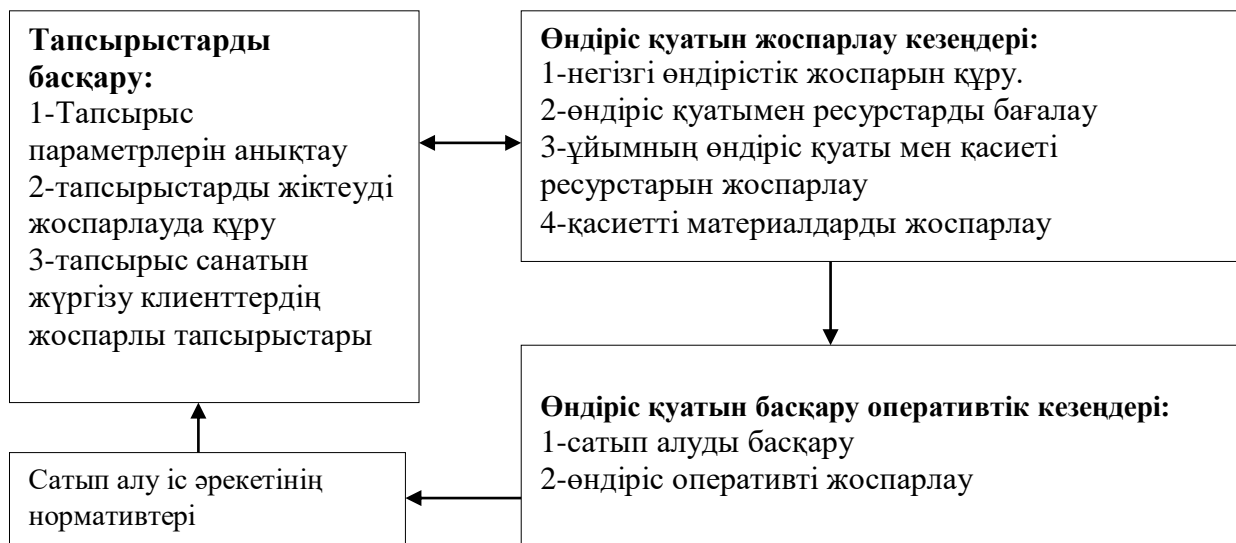 Тапсырыстарды
басқару:
1-Тапсырыс
параметрлерін анықтау
2-тапсырыстарды жіктеуді
жоспарлауда құру
3-тапсырыс санатын
жүргізу клиенттердің
жоспарлы тапсырыстары
Өндіріс қуатын жоспарлау кезеңдері:
1-негізгі өндірістік жоспарын құру.
2-өндіріс қуатымен ресурстарды бағалау
3-ұйымның өндіріс қуаты мен қасиеті
ресурстарын жоспарлау
4-қасиетті материалдарды жоспарлау
Өндіріс қуатын басқару оперативтік кезеңдері:
1-сатып алуды басқару
2-өндіріс оперативті жоспарлау
Сатып алу іс әрекетінің
нормативтері